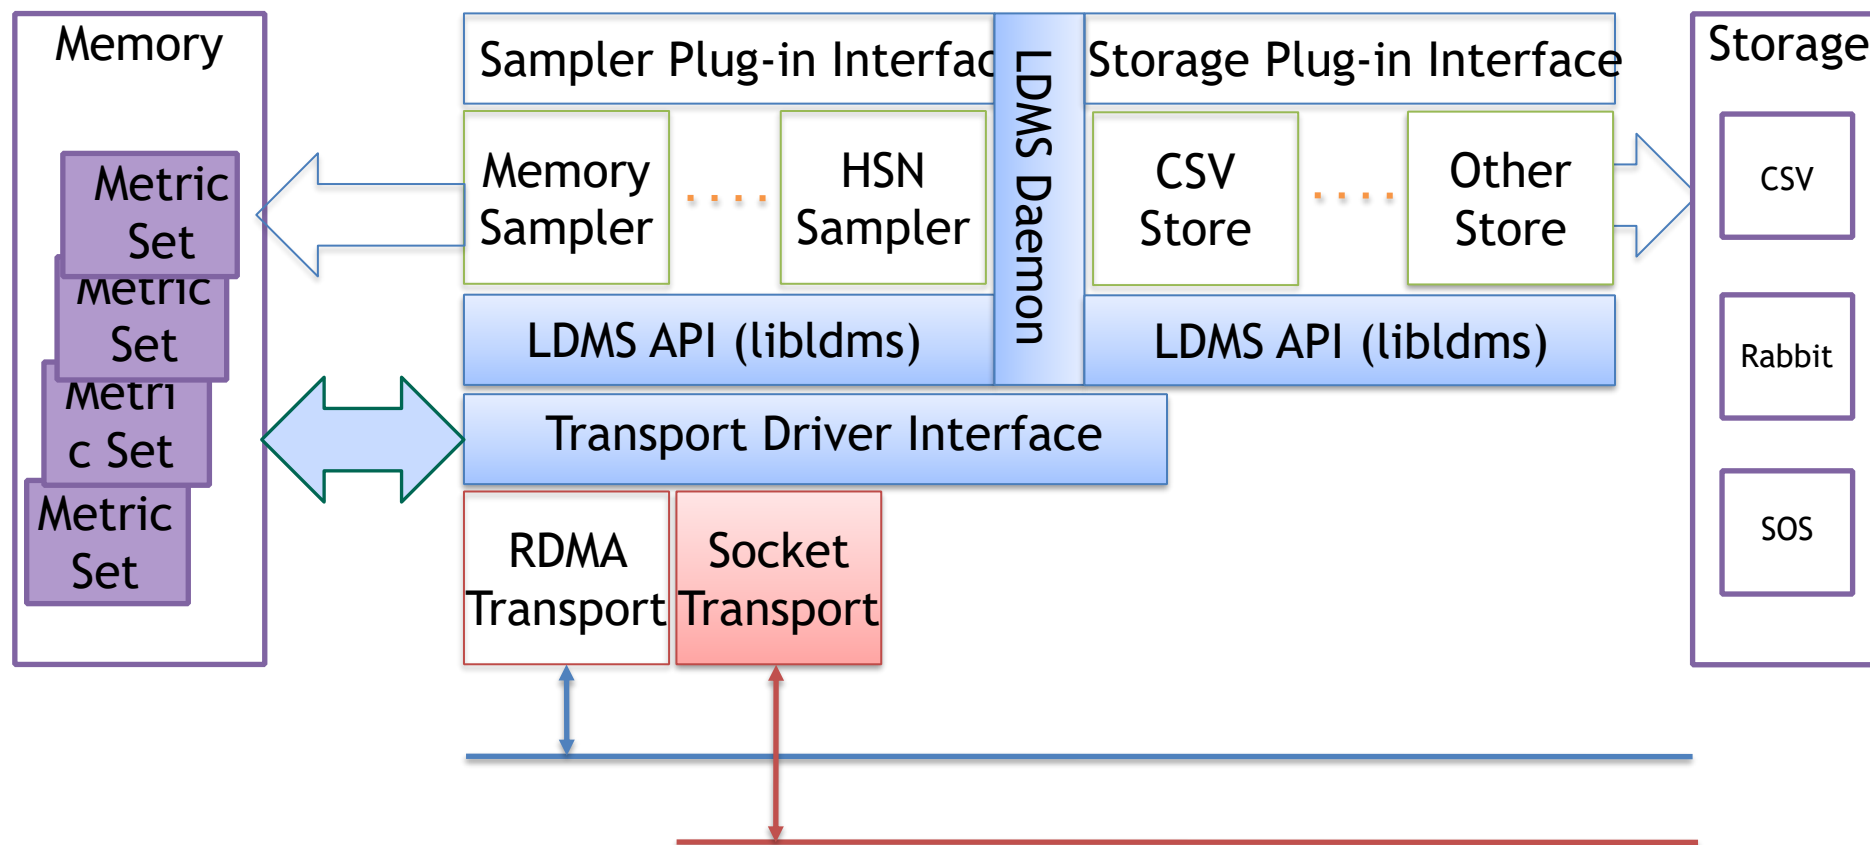 Memory
Metric
Set
Metric
Set
Metri
c Set
Metric
Set
Sampler Plug-in Interfac
LDMS Daemon
Storage Plug-in Interface
Memory
Sampler
....
HSN
Sampler
CSV
Store
....
Other
Store
LDMS API (libldms)
LDMS API (libldms)
Transport Driver Interface
RDMA
Transport
Socket
Transport
Storage
CSV
Rabbit
SOS